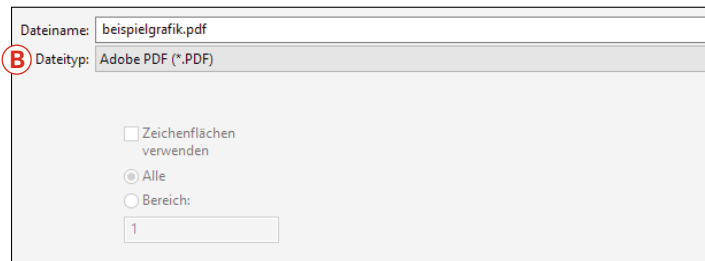 Dateiname: beispielgrafik.pdf
B Dateityp: Adobe PDF (*.PDF)
Zeichenflächen
verwenden
Alle
Bereich:
1